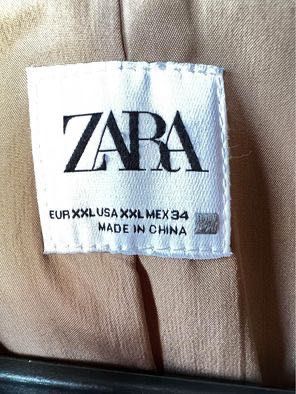 ZARA
EUR XXL USA XXL MEX 34
MADE IN CHINA